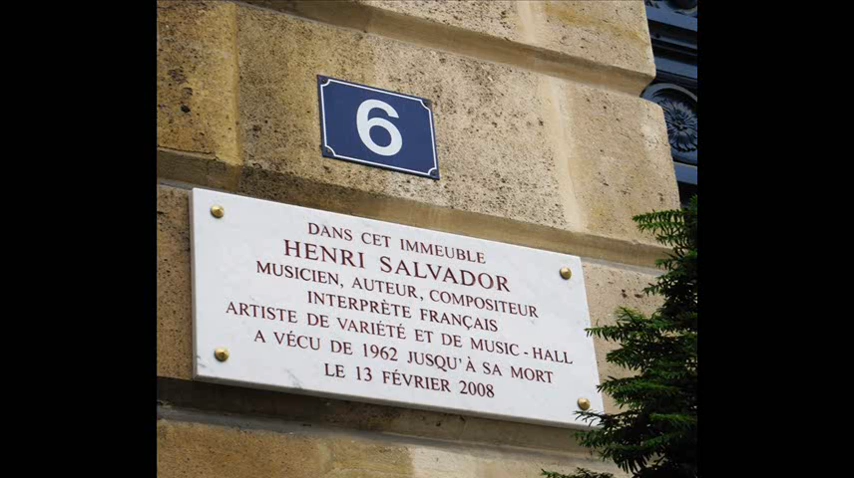 6
DANS CET IMMEUBLE
HENRI SALVADOR
MUSICIEN, AUTEUR, COMPOSITEUR
INTERPRÈTE FRANÇAIS
ARTISTE DE VARIÉTÉ ET DE MUSIC - HALL
A VÉCU DE 1962 JUSQU'À SA MORT
LE 13 FÉVRIER 2008